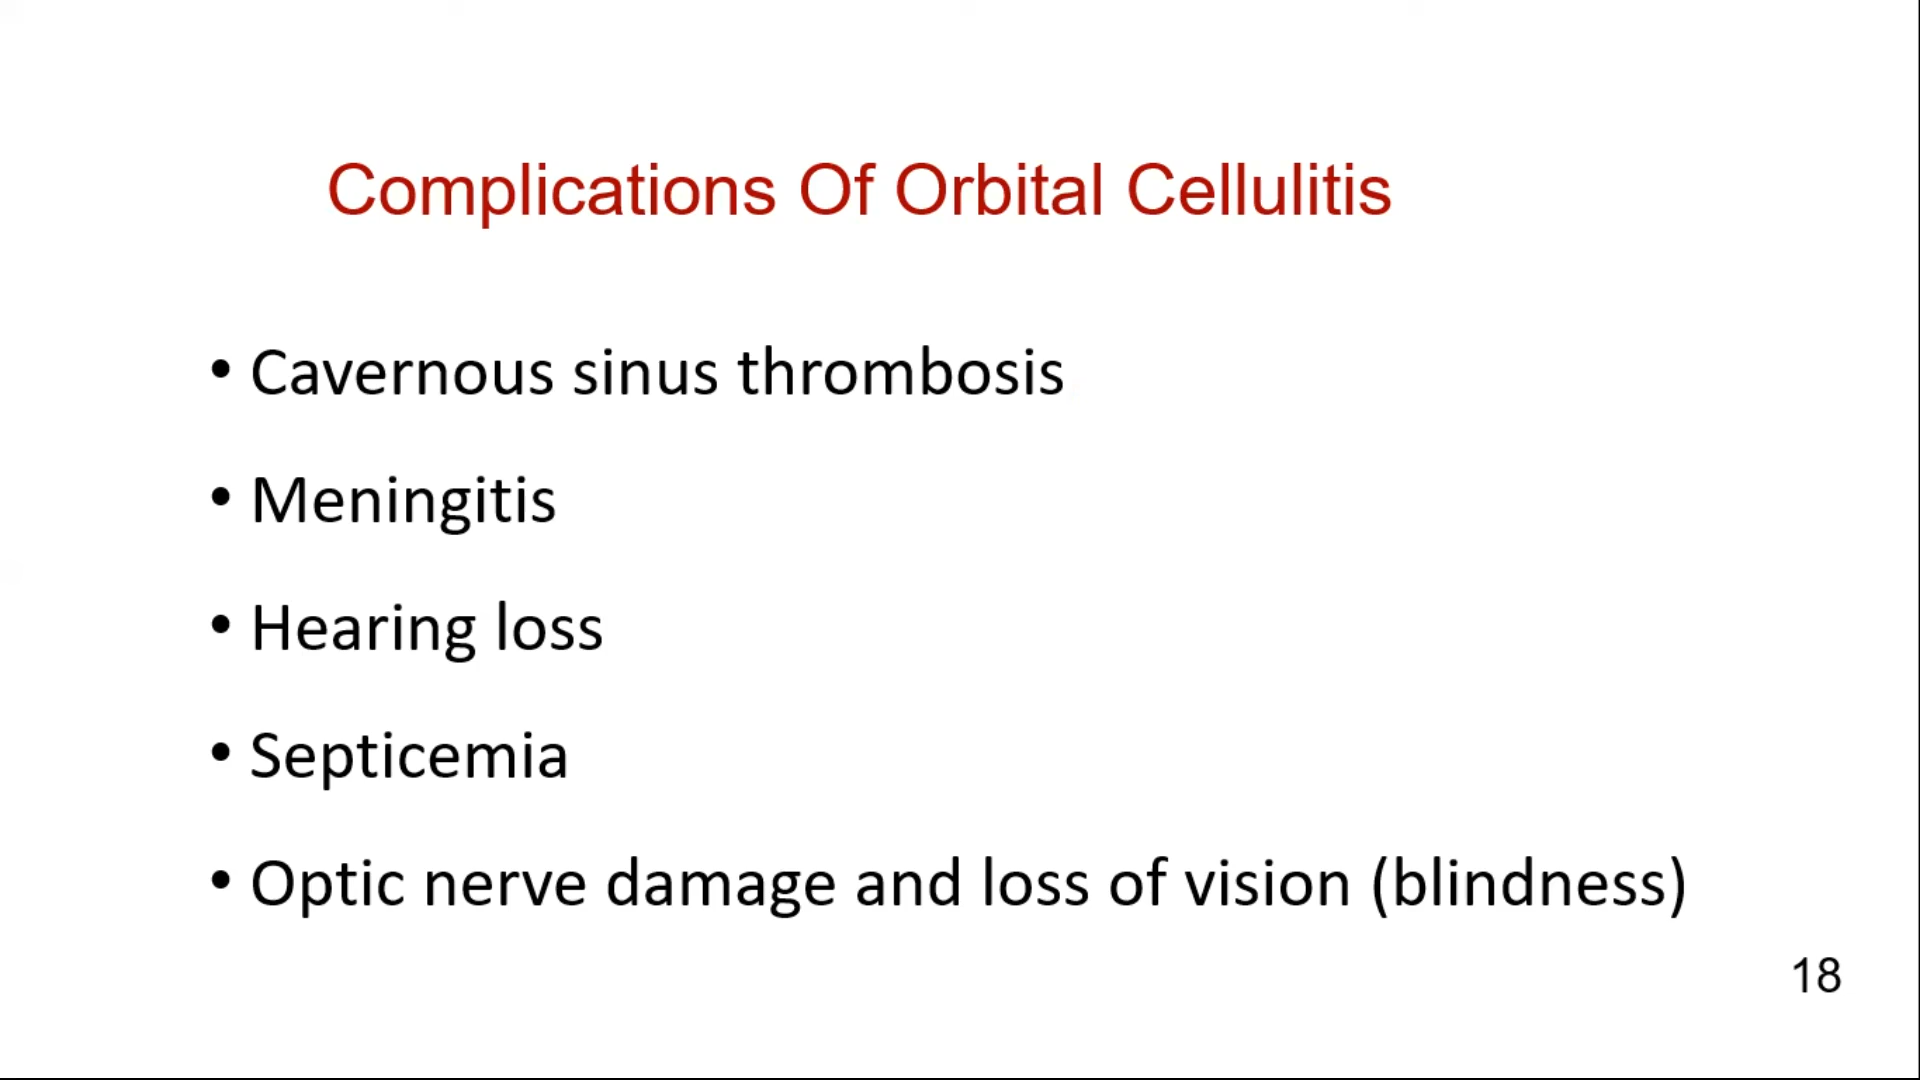 Complications Of Orbital Cellulitis
• Cavernous sinus thrombosis
• Meningitis
• Hearing loss
• Septicemia
• Optic nerve damage and loss of vision (blindness)
18